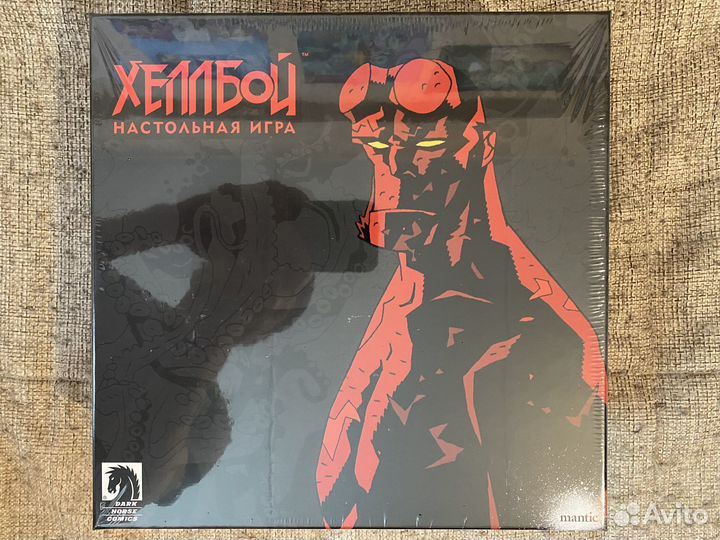 ХЕЛЛБОЙ™
НАСТОЛЬНАЯ ИГРА
DARK
HORSE
COMICS
mantic
Avito